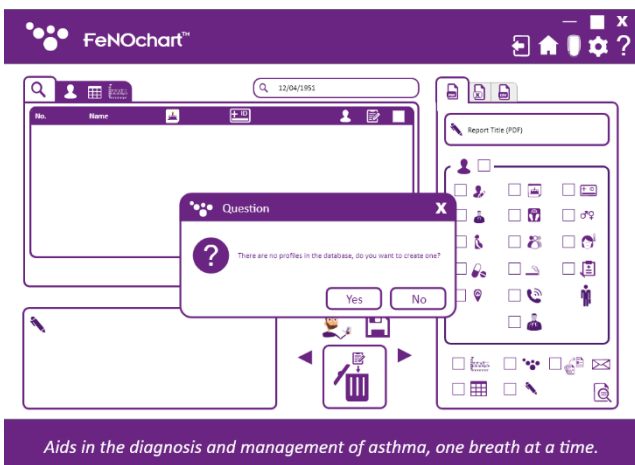 FeNOchart™
12/04/1951
No. Name ID
Report Title (PDF)
Question
There are no profiles in the database, do you want to create one?
Yes No
Aids in the diagnosis and management of asthma, one breath at a time.